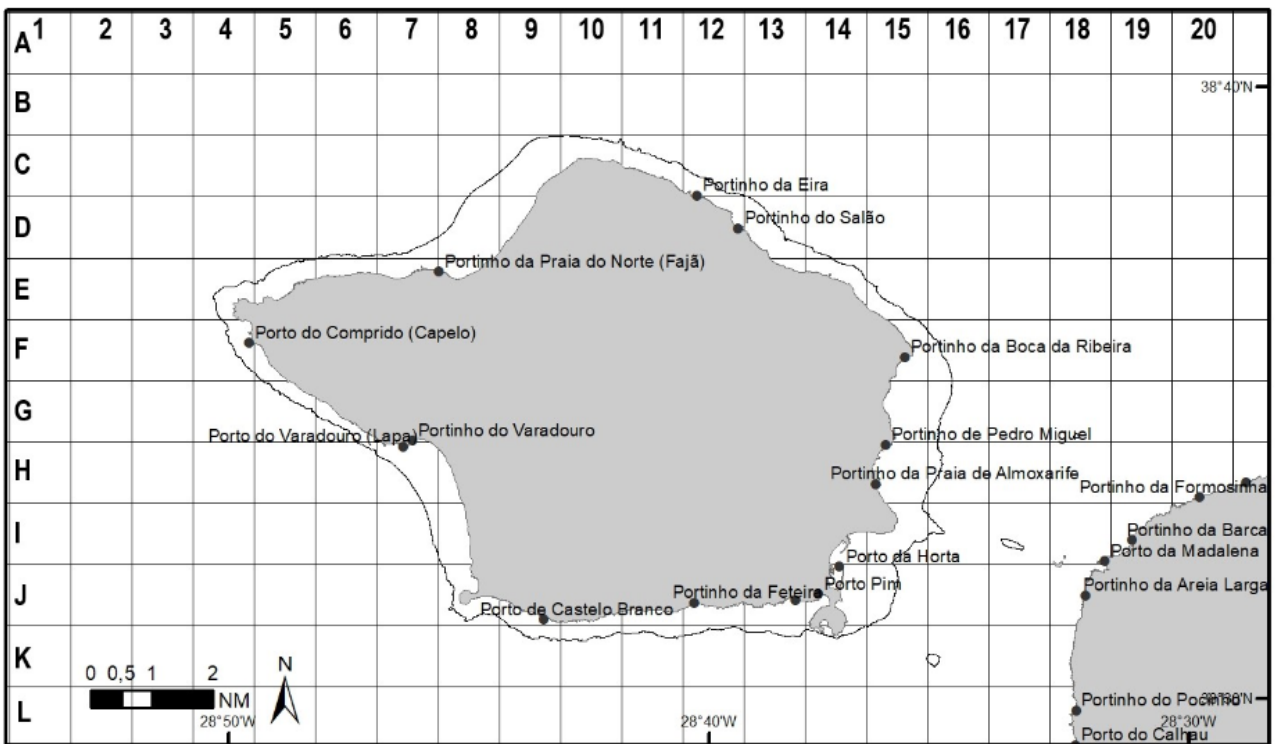 A 1 2 3 4 5 6 7 8 9 10 11 12 13 14 15 16 17 18 19 20
B
38°40'N
C
Portinho da Eira
D
Portinho do Salão
Portinho da Praia do Norte (Fajã)
E
Porto do Comprido (Capelo)
F
Portinho da Boca da Ribeira
G
Porto do Varadouro (Lapa)
Portinho do Varadouro
Portinho de Pedro Miguel
H
Portinho da Praia de Almoxarife
Portinho da Formosinha
I
Portinho da Barca
Porto da Horta
Porto da Madalena
J
Portinho da Feteira
Porto Pim
Portinho da Areia Larga
Porto de Castelo Branco
K
0 0,5 1 2
NM
N
L
Portinho do Pocinho
28°50'W
28°40'W
28°30'W
Porto do Calhau